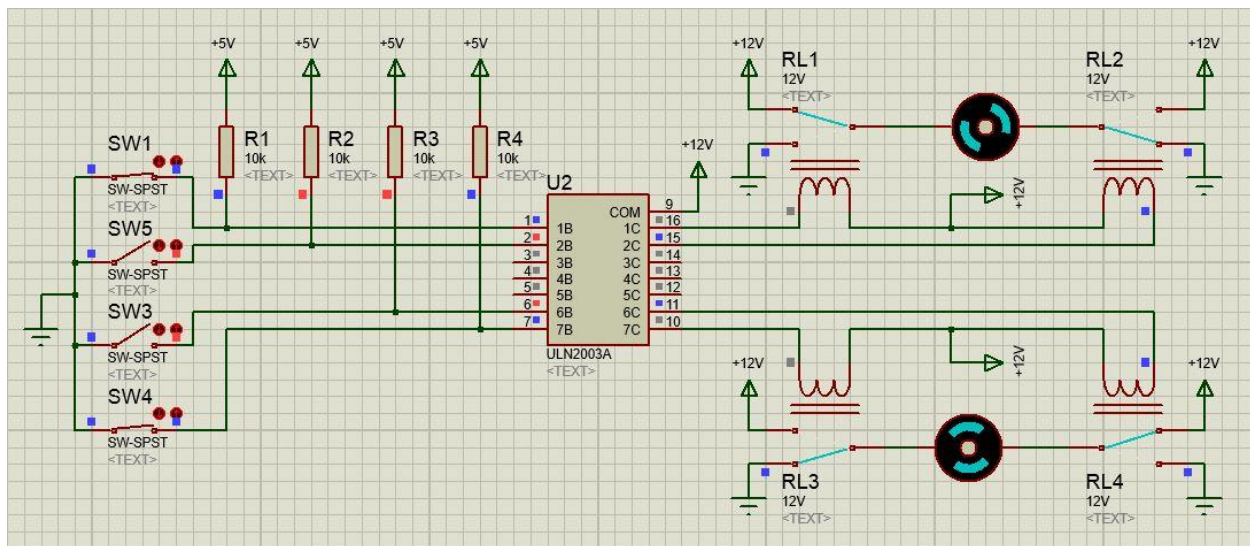 +5V
+5V
+5V
+5V
+12V
RL1
12V
<TEXT>
RL2
12V
<TEXT>
+12V
SW1
SW-SPST
<TEXT>
R1
10k
<TEXT>
R2
10k
<TEXT>
R3
10k
<TEXT>
R4
10k
<TEXT>
+12V
U2
+12V
SW5
SW-SPST
<TEXT>
1
2
3
4
5
6
7
1B
2B
3B
4B
5B
6B
7B
COM
1C
2C
3C
4C
5C
6C
7C
9
16
15
14
13
12
11
10
ULN2003A
<TEXT>
SW3
SW-SPST
<TEXT>
SW4
SW-SPST
<TEXT>
+12V
+12V
+12V
RL3
12V
<TEXT>
RL4
12V
<TEXT>